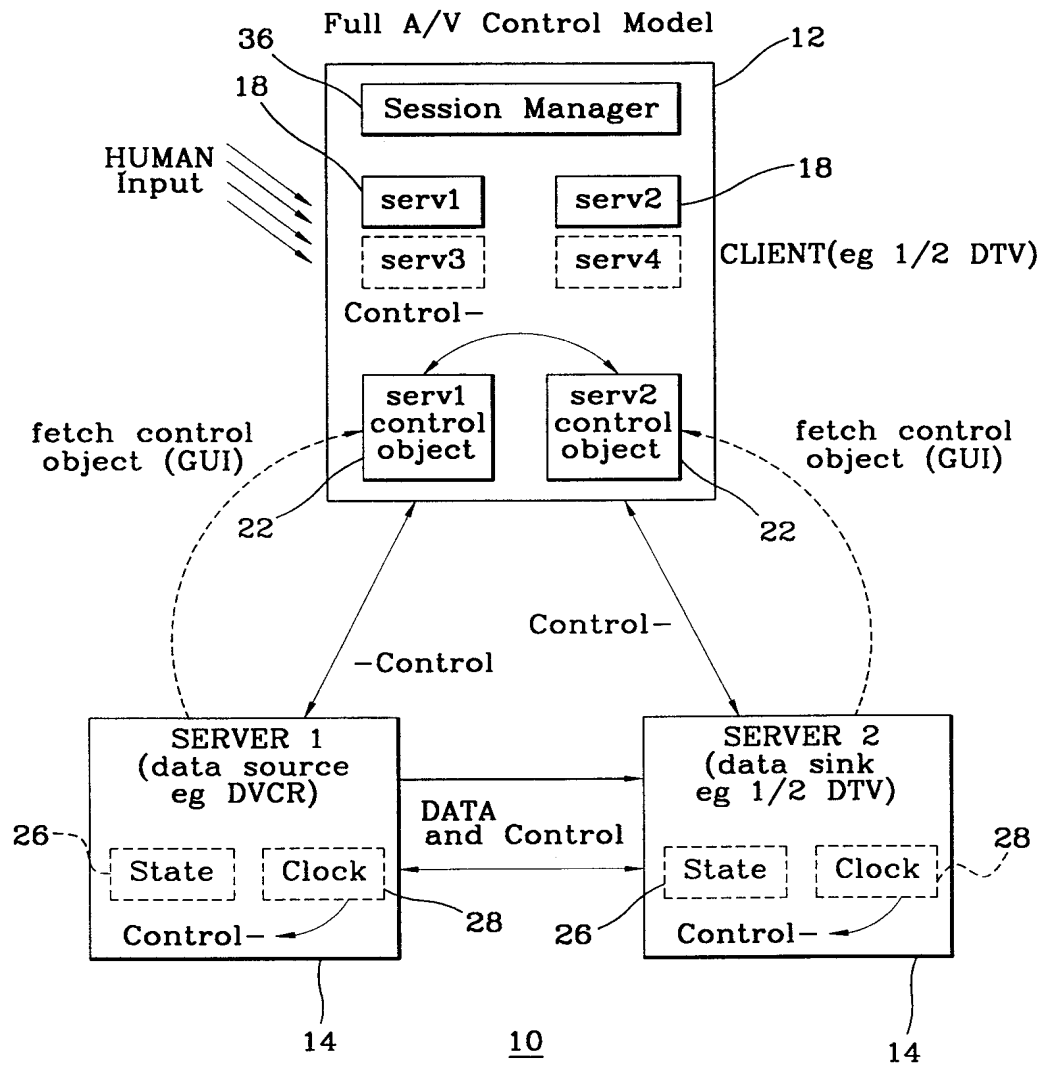 Full A/V Control Model
36
12
Session Manager
18
HUMAN
Input
serv1
serv2
18
serv3
serv4
CLIENT(eg 1/2 DTV)
Control-
serv1
control
object
serv2
control
object
fetch control
object (GUI)
fetch control
object (GUI)
22
22
Control-
-Control
SERVER 1
(data source
eg DVCR)
SERVER 2
(data sink
eg 1/2 DTV)
DATA
and Control
26
State
Clock
28
Control-
26
State
Clock
28
Control-
14
10
14